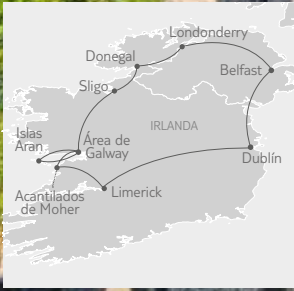 Londonderry
Donegal
Belfast
Sligo
IRLANDA
Islas
Aran
Área de
Galway
Dublín
Limerick
Acantilados
de Moher